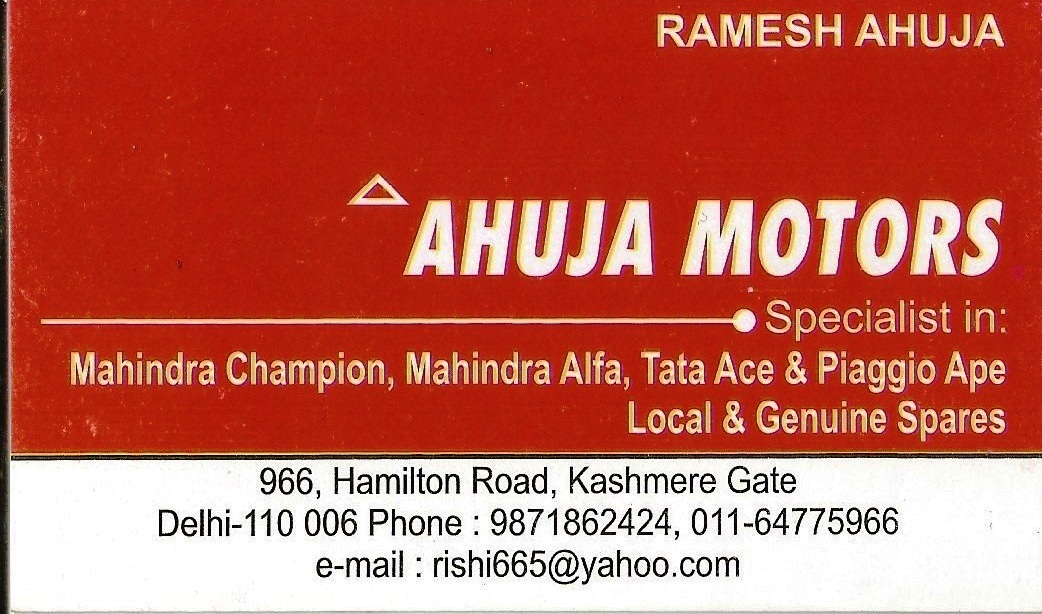 RAMESH AHUJA
AHUJA MOTORS
Specialist in:
Mahindra Champion, Mahindra Alfa, Tata Ace & Piaggio Ape
Local & Genuine Spares
966, Hamilton Road, Kashmere Gate
Delhi-110 006 Phone : 9871862424, 011-64775966
e-mail : rishi665@yahoo.com